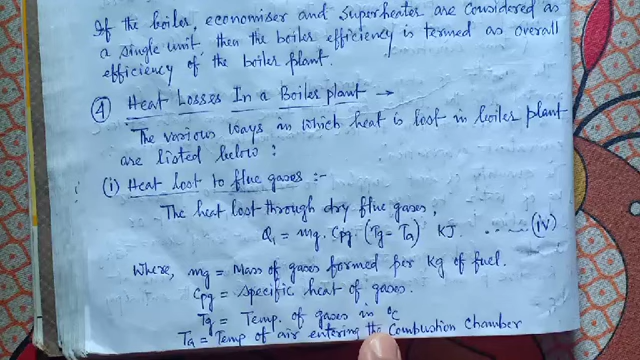 If the boiler, economiser and superheater are considered as
a single unit, then the boiler efficiency is termed as overall
efficiency of the boiler plant.
④ Heat Losses In a Boiler plant →
The various ways in which heat is lost in boiler plant
are listed below:
(i) Heat lost to flue gases :-
The heat lost through dry flue gases,
Q₁ = mg. Cpg. (Tg - Ta) KJ ...... (iv)
Where, mg = Mass of gases formed per Kg of fuel.
Cpg = Specific heat of gases.
Tg = Temp. of gases in °C
Ta = Temp of air entering the Combustion chamber